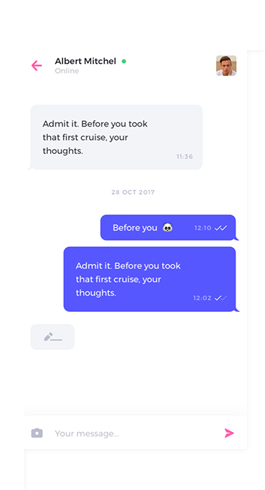 Albert Mitchel
Online
Admit it. Before you took
that first cruise, your
thoughts.
11:38
28 OCT 2017
Before you 🐼 12:10
Admit it. Before you took
that first cruise, your
thoughts.
12:02
Your message...